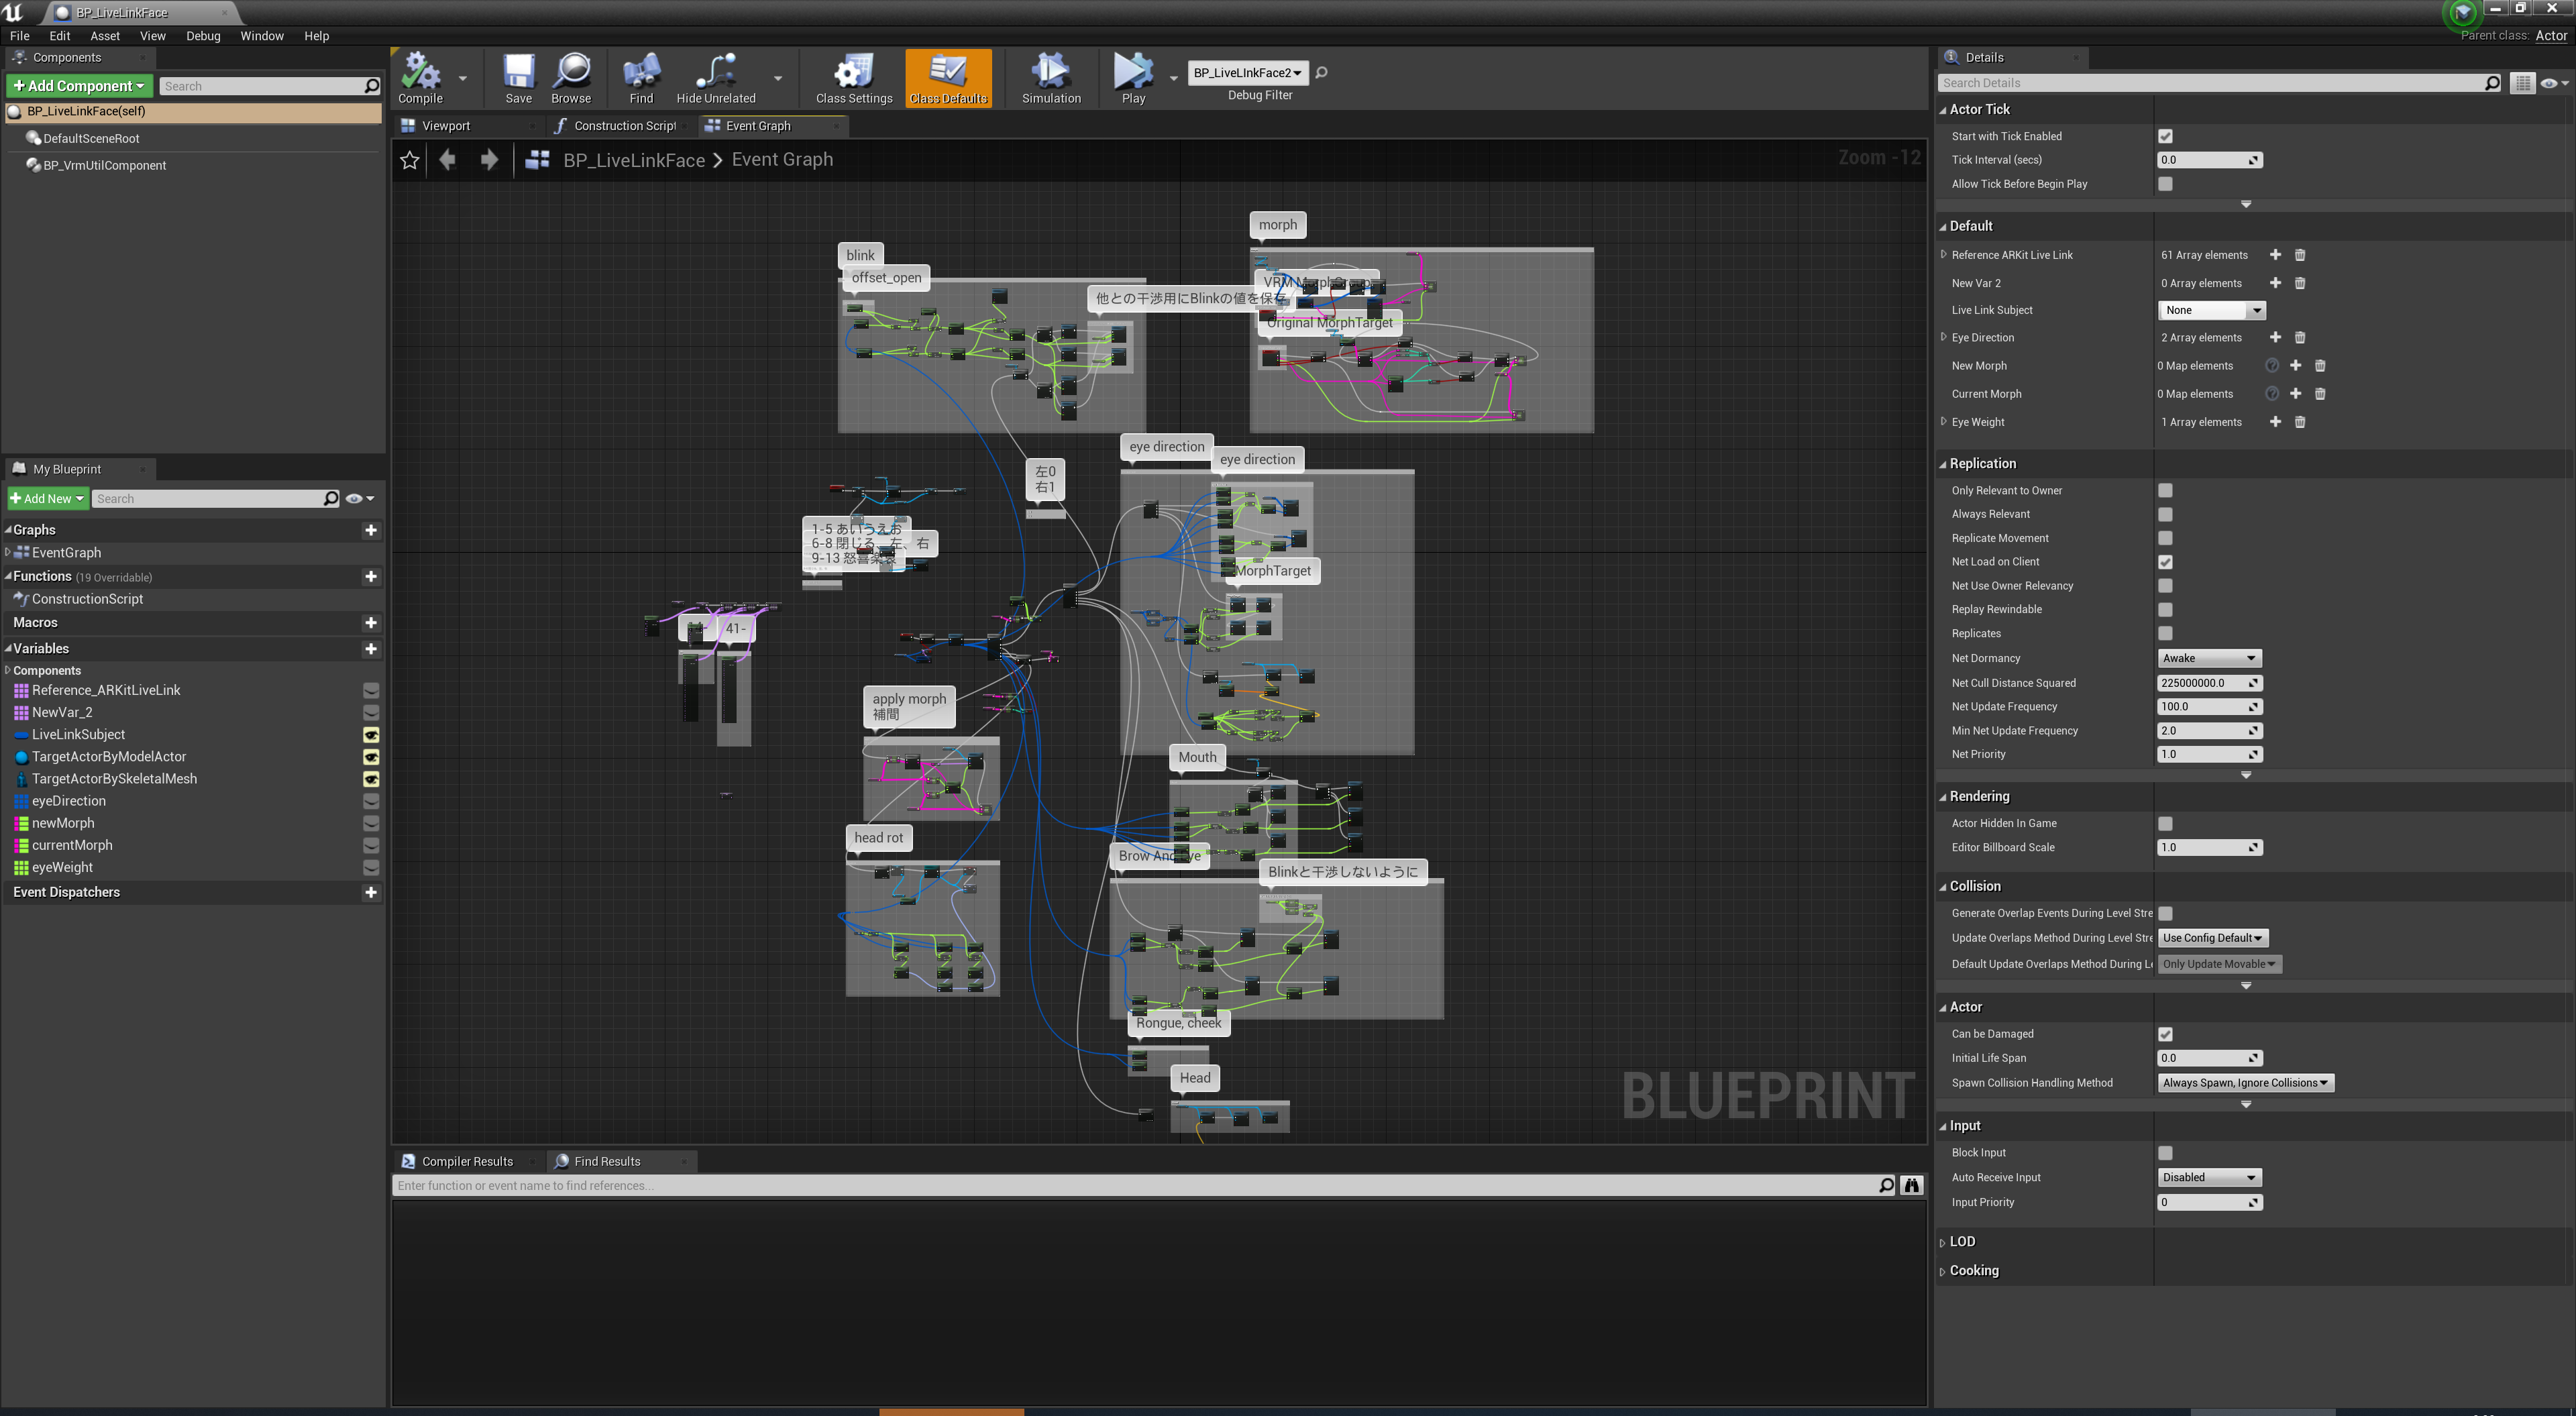 BP_LiveLinkFace
File Edit Asset View Debug Window Help
Parent class: Actor
Components
Add Component
Search
BP_LiveLinkFace(self)
DefaultSceneRoot
BP_VrmUtilComponent
My Blueprint
Add New
Search
Graphs
EventGraph
Functions (19 Overridable)
ConstructionScript
Macros
Variables
Components
Reference_ARKitLiveLink
NewVar_2
LiveLinkSubject
TargetActorByModelActor
TargetActorBySkeletalMesh
eyeDirection
newMorph
currentMorph
eyeWeight
Event Dispatchers
Compile
Save
Browse
Find
Hide Unrelated
Class Settings
Class Defaults
Simulation
Play
BP_LiveLInkFace2
Debug Filter
Viewport
Construction Script
Event Graph
BP_LiveLinkFace > Event Graph
Zoom -12
morph
blink
offset_open
他との干渉用にBlinkの値を保存
Original MorphTarget
eye direction
eye direction
左0
右1
1-5 あいうえお
6-8 閉じる、左、右
9-13 怒喜楽哀
MorphTarget
41-
apply morph
補間
Mouth
head rot
Brow And eye
Blinkと干渉しないように
Rongue, cheek
Head
BLUEPRINT
Compiler Results
Find Results
Enter function or event name to find references...
Details
Search Details
Actor Tick
Start with Tick Enabled
Tick Interval (secs) 0.0
Allow Tick Before Begin Play
Default
Reference ARKit Live Link 61 Array elements
New Var 2 0 Array elements
Live Link Subject None
Eye Direction 2 Array elements
New Morph 0 Map elements
Current Morph 0 Map elements
Eye Weight 1 Array elements
Replication
Only Relevant to Owner
Always Relevant
Replicate Movement
Net Load on Client
Net Use Owner Relevancy
Replay Rewindable
Replicates
Net Dormancy Awake
Net Cull Distance Squared 225000000.0
Net Update Frequency 100.0
Min Net Update Frequency 2.0
Net Priority 1.0
Rendering
Actor Hidden In Game
Editor Billboard Scale 1.0
Collision
Generate Overlap Events During Level Stre
Update Overlaps Method During Level Stre Use Config Default
Default Update Overlaps Method During Le Only Update Movable
Actor
Can be Damaged
Initial Life Span 0.0
Spawn Collision Handling Method Always Spawn, Ignore Collisions
Input
Block Input
Auto Receive Input Disabled
Input Priority 0
LOD
Cooking